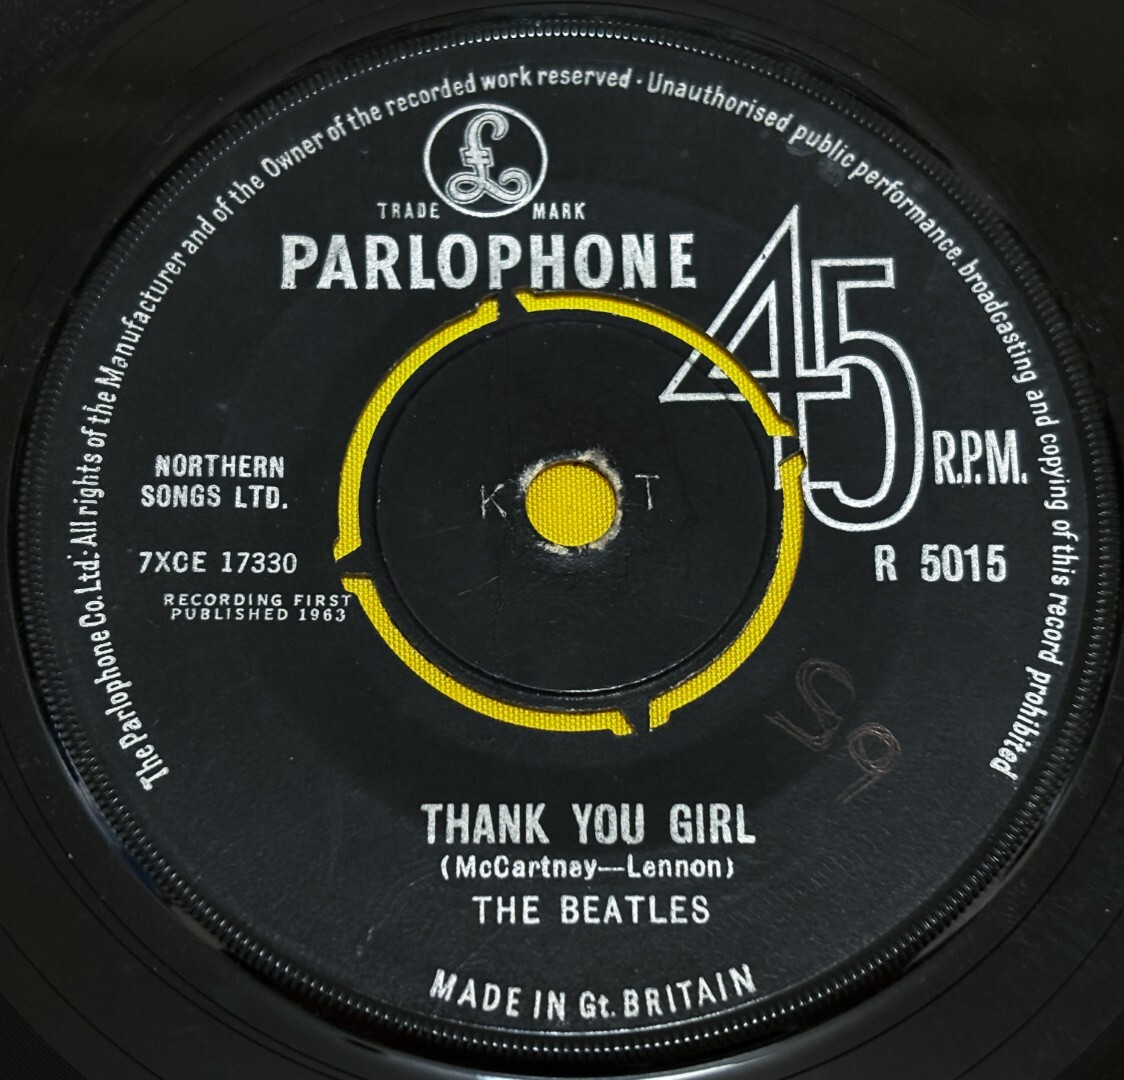 The Parlophone Co. Ltd. · All rights of the Manufacturer and of the Owner of the recorded work reserved · Unauthorised public performance, broadcasting and copying of this record prohibited
£
TRADE MARK
PARLOPHONE
45
R.P.M.
NORTHERN
SONGS LTD.
K T
7XCE 17330
R 5015
RECORDING FIRST
PUBLISHED 1963
THANK YOU GIRL
(McCartney—Lennon)
THE BEATLES
MADE IN Gt. BRITAIN